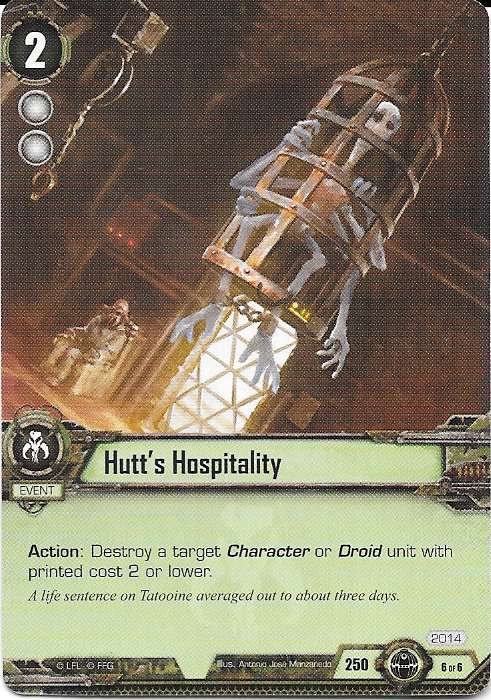 2
Hutt's Hospitality
EVENT
Action: Destroy a target Character or Droid unit with
printed cost 2 or lower.
A life sentence on Tatooine averaged out to about three days.
2014
© LFL © FFG
Illus. Antonio José Manzanedo
250
6 OF 6